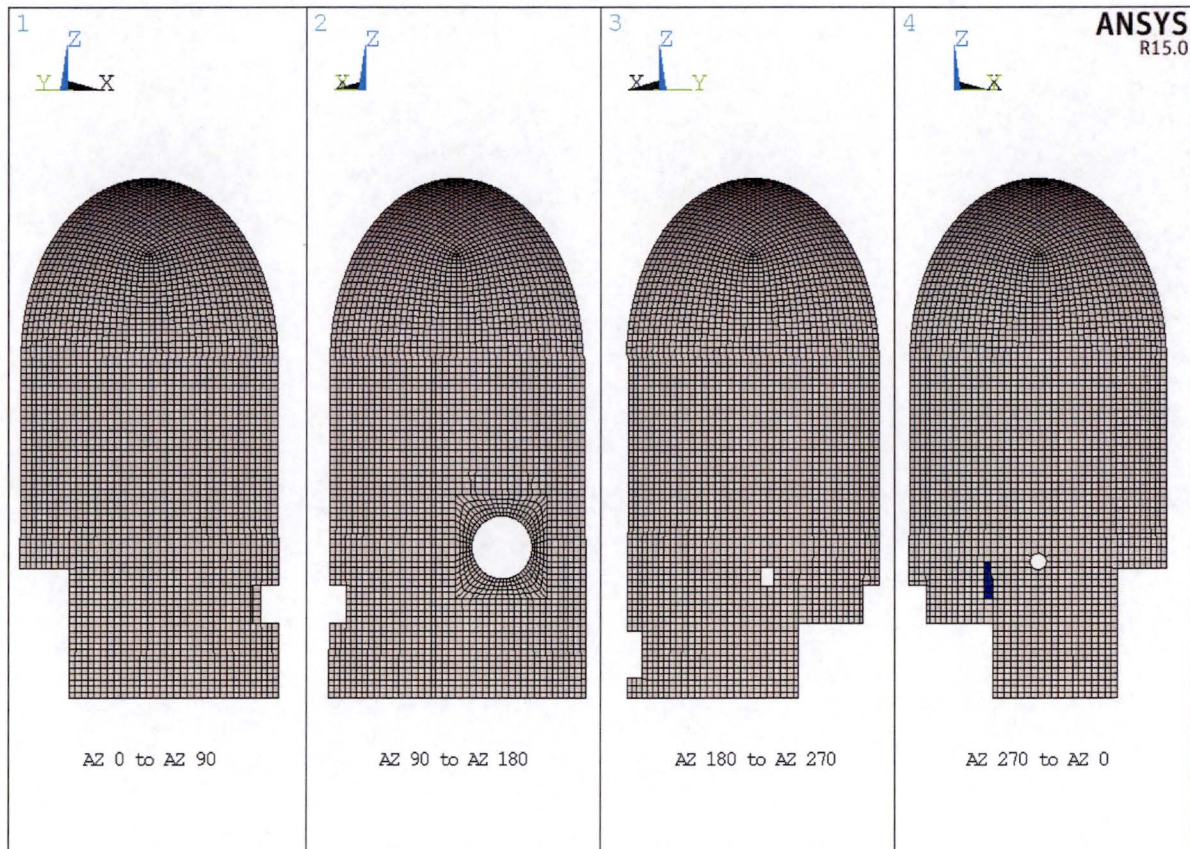 1
Z
Y X
2
Z
X
3
Z
X Y
4
Z
X
ANSYS
R15.0
AZ 0 to AZ 90
AZ 90 to AZ 180
AZ 180 to AZ 270
AZ 270 to AZ 0